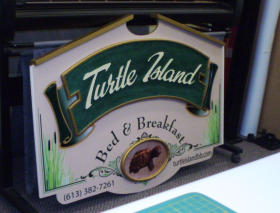 Turtle Island
Bed & Breakfast
(613) 382-7261
turtleislandbb.com